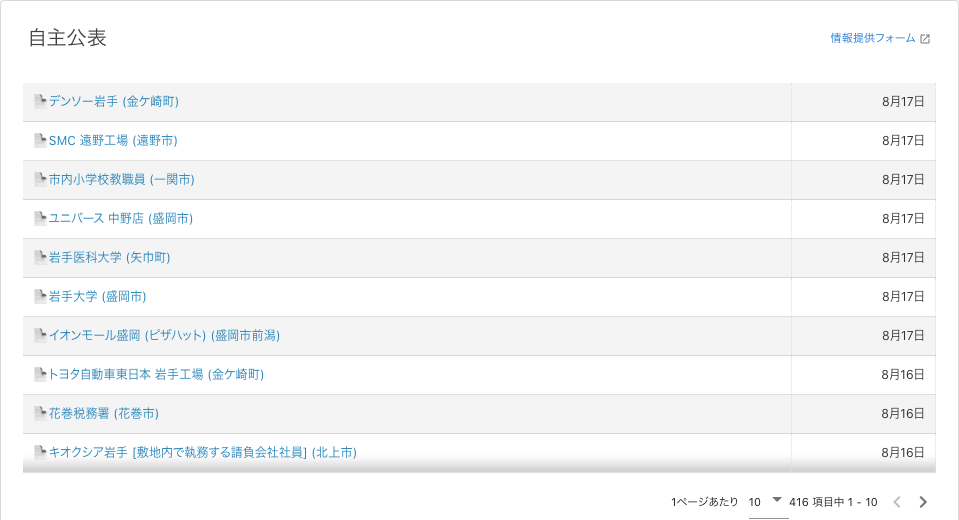 自主公表
情報提供フォーム
デンソー岩手 (金ケ崎町) 8月17日
SMC 遠野工場 (遠野市) 8月17日
市内小学校教職員 (一関市) 8月17日
ユニバース 中野店 (盛岡市) 8月17日
岩手医科大学 (矢巾町) 8月17日
岩手大学 (盛岡市) 8月17日
イオンモール盛岡 (ピザハット) (盛岡市前潟) 8月17日
トヨタ自動車東日本 岩手工場 (金ケ崎町) 8月16日
花巻税務署 (花巻市) 8月16日
キオクシア岩手 [敷地内で執務する請負会社社員] (北上市) 8月16日
1ページあたり 10 416 項目中 1 - 10